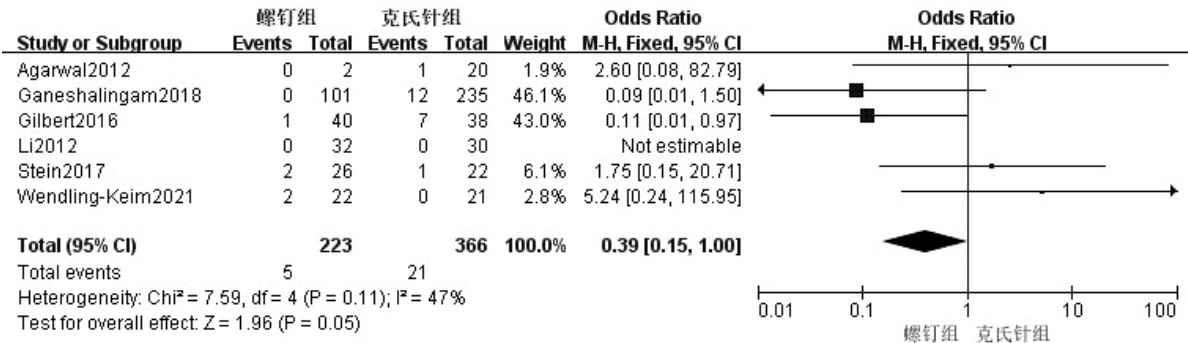 螺钉组 克氏针组 Odds Ratio Odds Ratio
Study or Subgroup Events Total Events Total Weight M-H, Fixed, 95% CI M-H, Fixed, 95% CI
Agarwal2012 0 2 1 20 1.9% 2.60 [0.08, 82.79]
Ganeshalingam2018 0 101 12 235 46.1% 0.09 [0.01, 1.50]
Gilbert2016 1 40 7 38 43.0% 0.11 [0.01, 0.97]
Li2012 0 32 0 30 Not estimable
Stein2017 2 26 1 22 6.1% 1.75 [0.15, 20.71]
Wendling-Keim2021 2 22 0 21 2.8% 5.24 [0.24, 115.95]
Total (95% CI) 223 366 100.0% 0.39 [0.15, 1.00]
Total events 5 21
Heterogeneity: Chi² = 7.59, df = 4 (P = 0.11); I² = 47%
Test for overall effect: Z = 1.96 (P = 0.05)
0.01 0.1 1 10 100
螺钉组 克氏针组